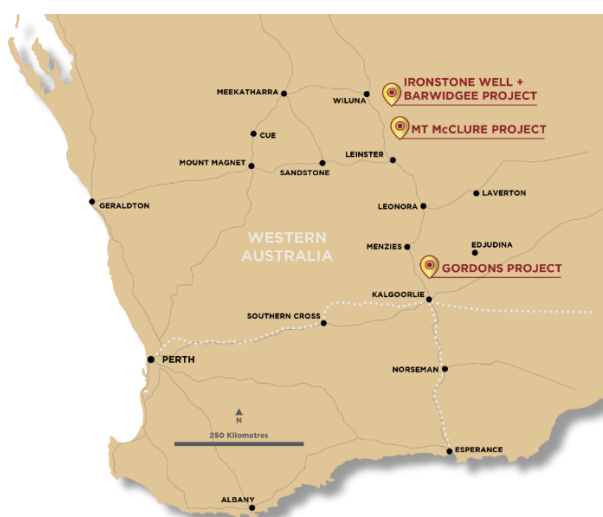 IRONSTONE WELL +
BARWIDGEE PROJECT
MEEKATHARRA
WILUNA
MT McCLURE PROJECT
CUE
LEINSTER
MOUNT MAGNET
SANDSTONE
LAVERTON
GERALDTON
LEONORA
WESTERN
AUSTRALIA
MENZIES
EDJUDINA
GORDONS PROJECT
KALGOORLIE
SOUTHERN CROSS
PERTH
NORSEMAN
N
250 Kilometres
ESPERANCE
ALBANY